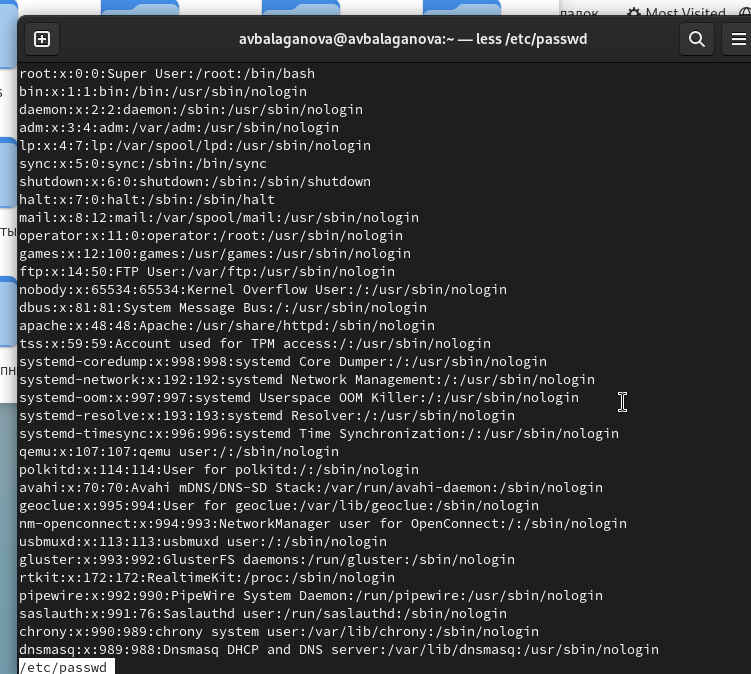 Most Visited
avbalaganova@avbalaganova:~ — less /etc/passwd
root:x:0:0:Super User:/root:/bin/bash
bin:x:1:1:bin:/bin:/usr/sbin/nologin
daemon:x:2:2:daemon:/sbin:/usr/sbin/nologin
adm:x:3:4:adm:/var/adm:/usr/sbin/nologin
lp:x:4:7:lp:/var/spool/lpd:/usr/sbin/nologin
sync:x:5:0:sync:/sbin:/bin/sync
shutdown:x:6:0:shutdown:/sbin:/sbin/shutdown
halt:x:7:0:halt:/sbin:/sbin/halt
mail:x:8:12:mail:/var/spool/mail:/usr/sbin/nologin
operator:x:11:0:operator:/root:/usr/sbin/nologin
games:x:12:100:games:/usr/games:/usr/sbin/nologin
ftp:x:14:50:FTP User:/var/ftp:/usr/sbin/nologin
nobody:x:65534:65534:Kernel Overflow User:/:/usr/sbin/nologin
dbus:x:81:81:System Message Bus:/:/usr/sbin/nologin
apache:x:48:48:Apache:/usr/share/httpd:/sbin/nologin
tss:x:59:59:Account used for TPM access:/:/usr/sbin/nologin
systemd-coredump:x:998:998:systemd Core Dumper:/:/usr/sbin/nologin
systemd-network:x:192:192:systemd Network Management:/:/usr/sbin/nologin
systemd-oom:x:997:997:systemd Userspace OOM Killer:/:/usr/sbin/nologin
systemd-resolve:x:193:193:systemd Resolver:/:/usr/sbin/nologin
systemd-timesync:x:996:996:systemd Time Synchronization:/:/usr/sbin/nologin
qemu:x:107:107:qemu user:/:/sbin/nologin
polkitd:x:114:114:User for polkitd:/:/sbin/nologin
avahi:x:70:70:Avahi mDNS/DNS-SD Stack:/var/run/avahi-daemon:/sbin/nologin
geoclue:x:995:994:User for geoclue:/var/lib/geoclue:/sbin/nologin
nm-openconnect:x:994:993:NetworkManager user for OpenConnect:/:/sbin/nologin
usbmuxd:x:113:113:usbmuxd user:/:/sbin/nologin
gluster:x:993:992:GlusterFS daemons:/run/gluster:/sbin/nologin
rtkit:x:172:172:RealtimeKit:/proc:/sbin/nologin
pipewire:x:992:990:PipeWire System Daemon:/run/pipewire:/usr/sbin/nologin
saslauth:x:991:76:Saslauthd user:/run/saslauthd:/sbin/nologin
chrony:x:990:989:chrony system user:/var/lib/chrony:/sbin/nologin
dnsmasq:x:989:988:Dnsmasq DHCP and DNS server:/var/lib/dnsmasq:/usr/sbin/nologin
/etc/passwd